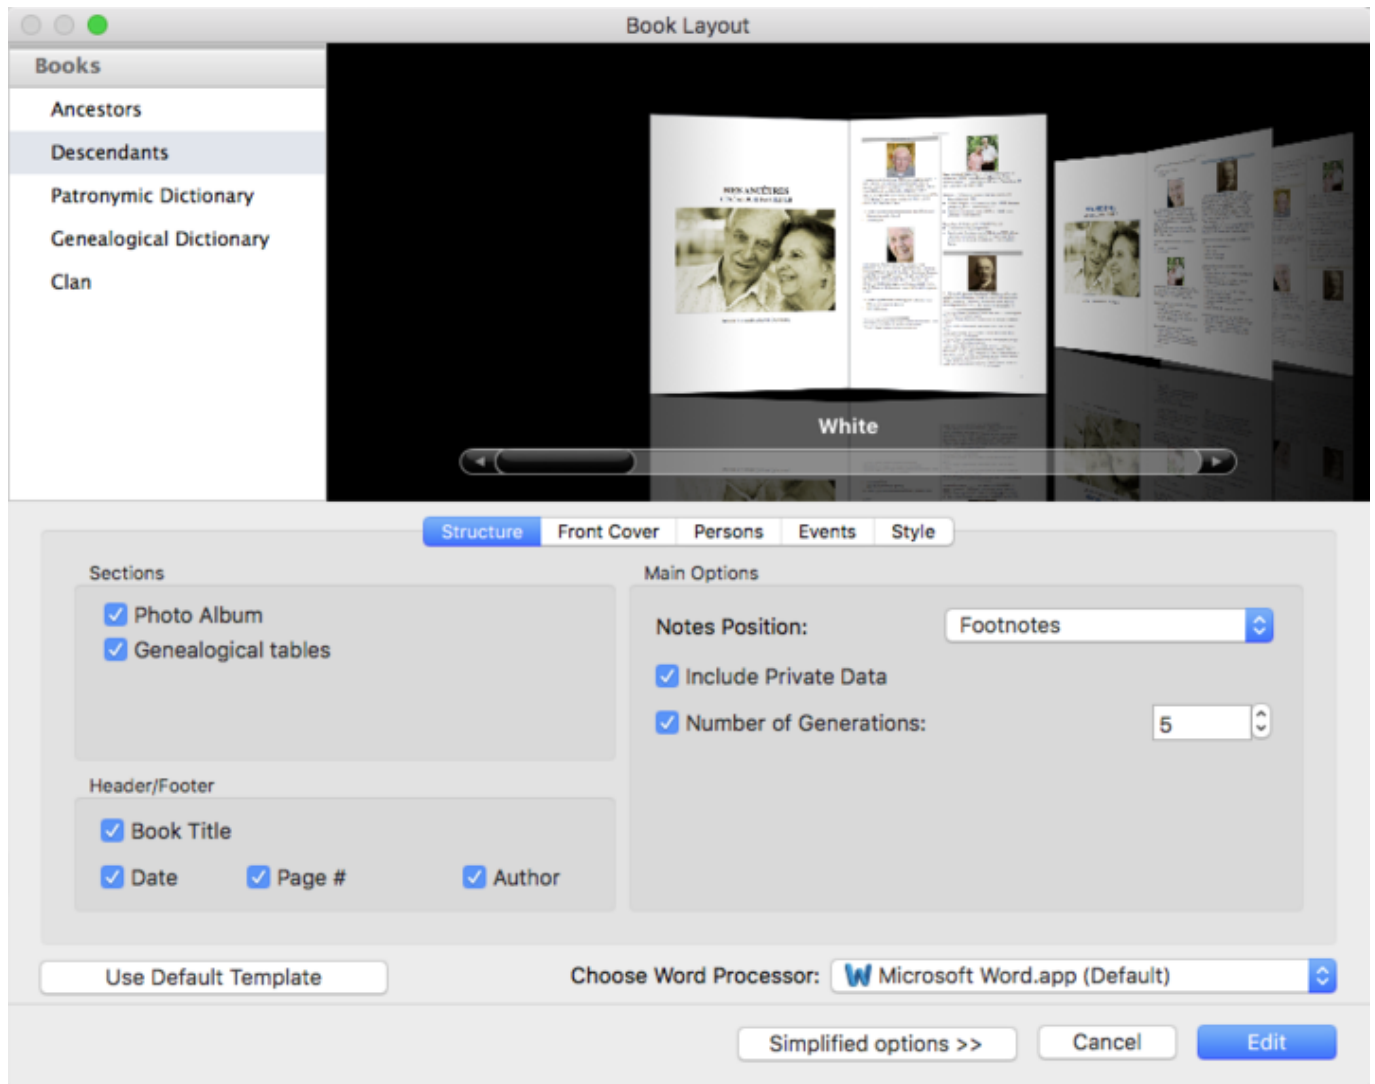 Book Layout
Books
Ancestors
Descendants
Patronymic Dictionary
Genealogical Dictionary
Clan
MES ANCÊTRES
White
Structure
Front Cover
Persons
Events
Style
Sections
Photo Album
Genealogical tables
Header/Footer
Book Title
Date
Page #
Author
Main Options
Notes Position:
Footnotes
Include Private Data
Number of Generations:
5
Use Default Template
Choose Word Processor:
Microsoft Word.app (Default)
Simplified options >>
Cancel
Edit